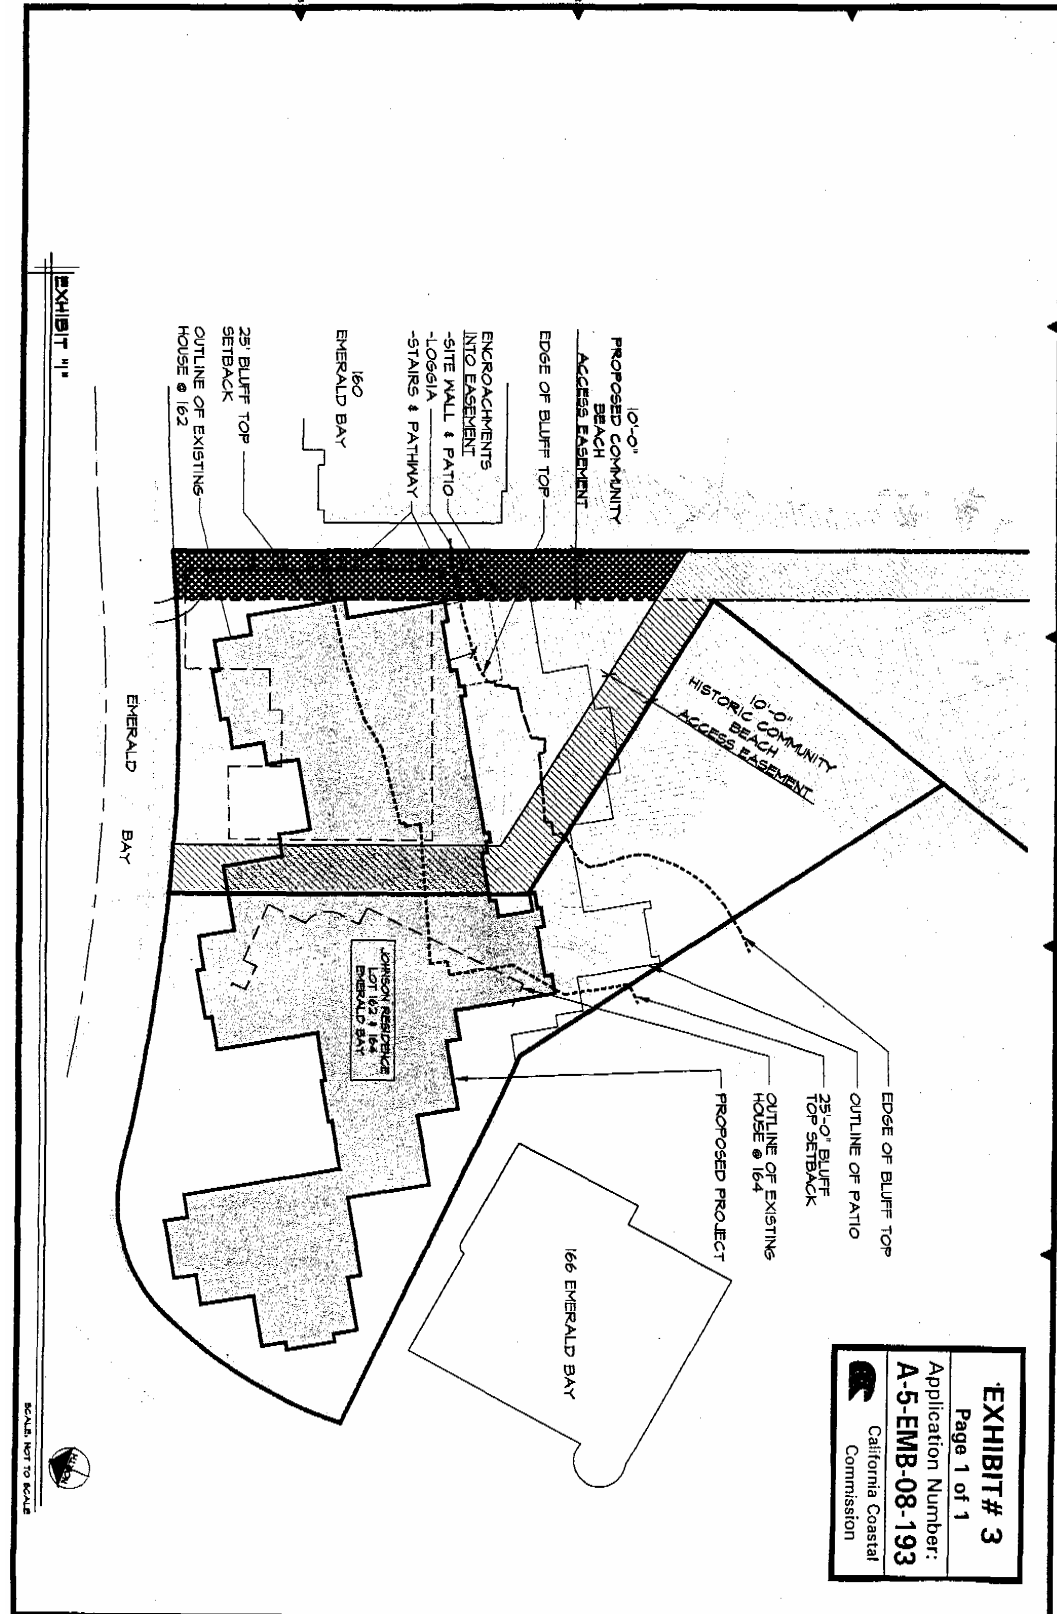 EXHIBIT "1"
10'-0"
PROPOSED COMMUNITY
BEACH
ACCESS EASEMENT
EDGE OF BLUFF TOP
ENCROACHMENTS
INTO EASEMENT
-SITE WALL & PATIO
-LOGGIA
-STAIRS & PATHWAY
160
EMERALD BAY
25' BLUFF TOP
SETBACK
OUTLINE OF EXISTING
HOUSE @ 162
10'-0"
HISTORIC COMMUNITY
BEACH
ACCESS EASEMENT
EMERALD BAY
JOHNSON RESIDENCE
LOT 162 & 164
EMERALD BAY
EDGE OF BLUFF TOP
OUTLINE OF PATIO
25'-0" BLUFF
TOP SETBACK
OUTLINE OF EXISTING
HOUSE @ 164
PROPOSED PROJECT
166 EMERALD BAY
EXHIBIT # 3
Page 1 of 1
Application Number:
A-5-EMB-08-193
California Coastal
Commission
NORTH
SCALE: NOT TO SCALE